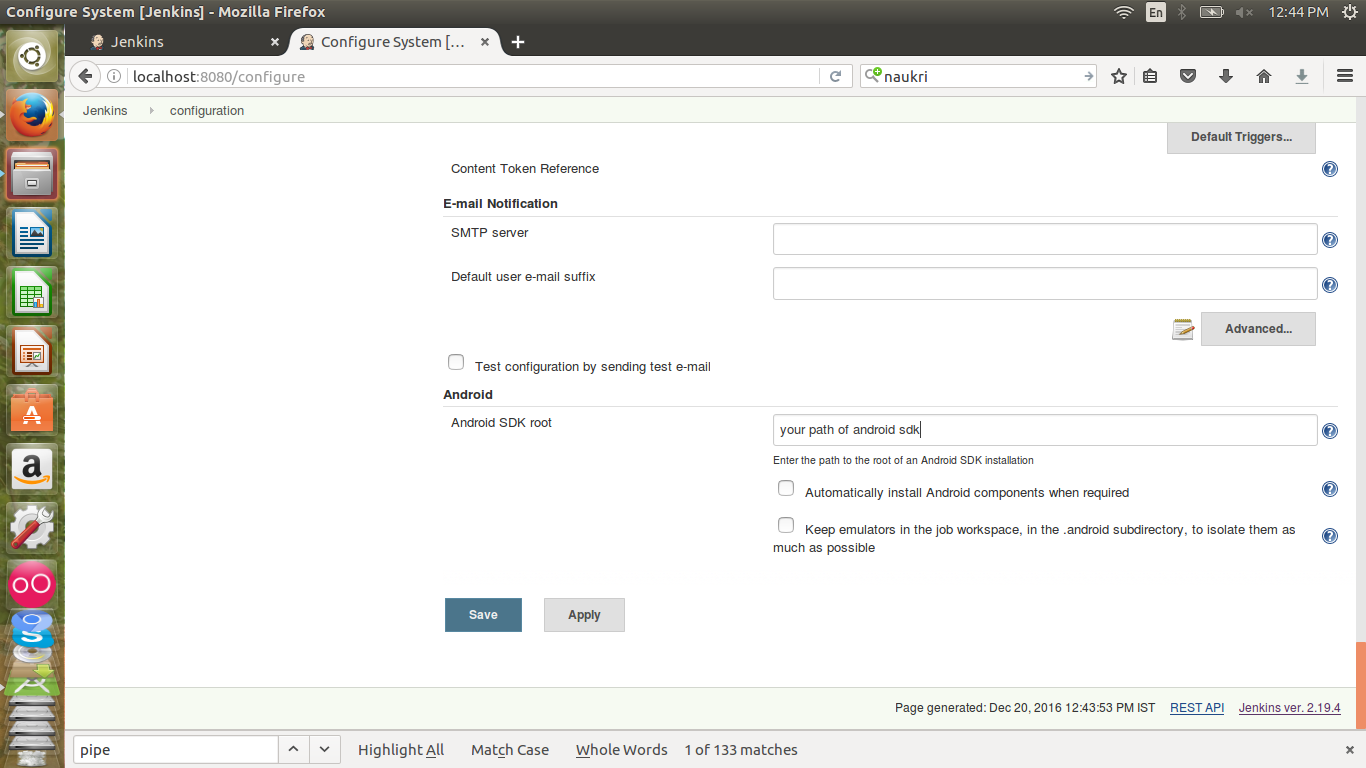 Configure System [Jenkins] - Mozilla Firefox
En
12:44 PM
Jenkins
Configure System [...
localhost:8080/configure
naukri
Jenkins
configuration
Default Triggers...
Content Token Reference
E-mail Notification
SMTP server
Default user e-mail suffix
Advanced...
Test configuration by sending test e-mail
Android
Android SDK root
your path of android sdk
Enter the path to the root of an Android SDK installation
Automatically install Android components when required
Keep emulators in the job workspace, in the .android subdirectory, to isolate them as
much as possible
Save
Apply
Page generated: Dec 20, 2016 12:43:53 PM IST
REST API
Jenkins ver. 2.19.4
pipe
Highlight All
Match Case
Whole Words
1 of 133 matches